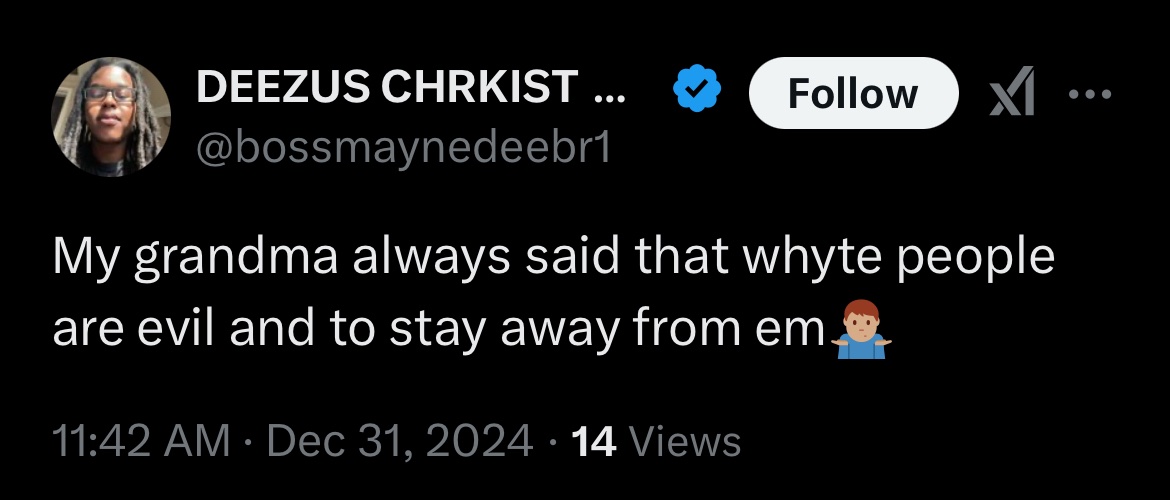 DEEZUS CHRKIST ...
Follow
@bossmaynedeebr1
My grandma always said that whyte people
are evil and to stay away from em🤷🏼‍♂️
11:42 AM · Dec 31, 2024 · 14 Views